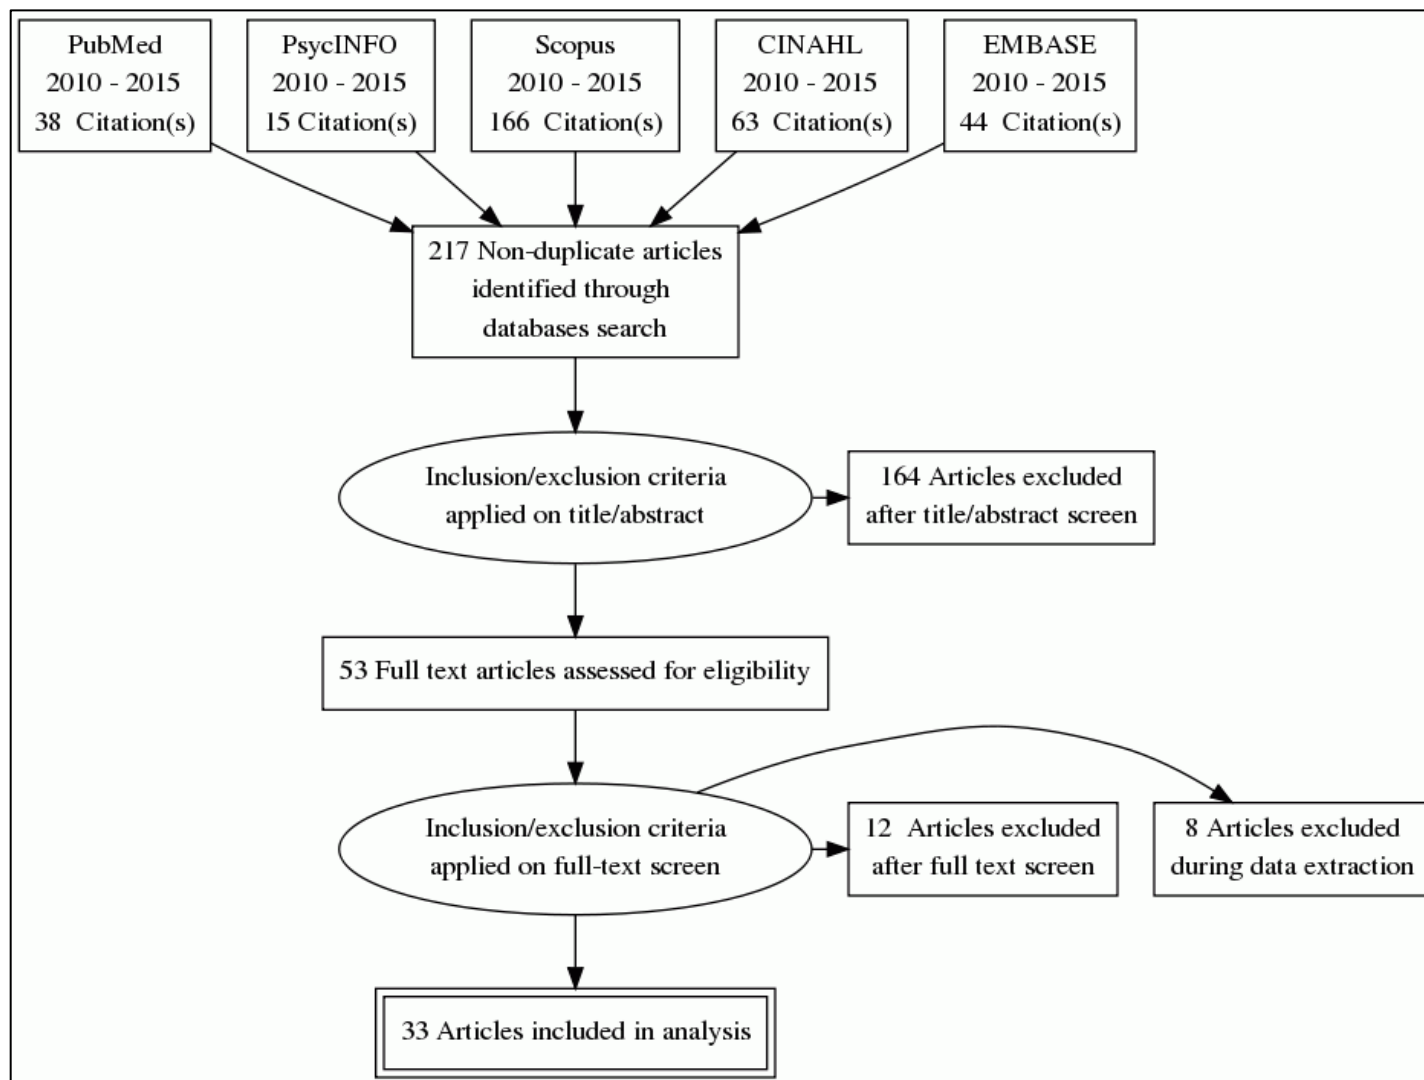 PubMed
2010 - 2015
38 Citation(s)
PsycINFO
2010 - 2015
15 Citation(s)
Scopus
2010 - 2015
166 Citation(s)
CINAHL
2010 - 2015
63 Citation(s)
EMBASE
2010 - 2015
44 Citation(s)
217 Non-duplicate articles
identified through
databases search
Inclusion/exclusion criteria
applied on title/abstract
164 Articles excluded
after title/abstract screen
53 Full text articles assessed for eligibility
Inclusion/exclusion criteria
applied on full-text screen
12 Articles excluded
after full text screen
8 Articles excluded
during data extraction
33 Articles included in analysis